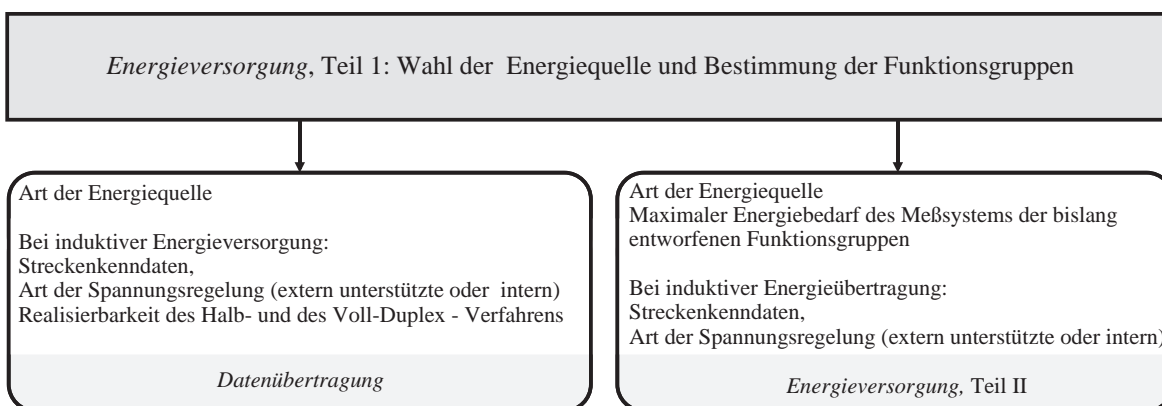 Energieversorgung, Teil 1: Wahl der Energiequelle und Bestimmung der Funktionsgruppen
Art der Energiequelle
Bei induktiver Energieversorgung:
Streckenkenndaten,
Art der Spannungsregelung (extern unterstützte oder intern)
Realisierbarkeit des Halb- und des Voll-Duplex - Verfahrens
Datenübertragung
Art der Energiequelle
Maximaler Energiebedarf des Meßsystems der bislang
entworfenen Funktionsgruppen
Bei induktiver Energieübertragung:
Streckenkenndaten,
Art der Spannungsregelung (extern unterstützte oder intern)
Energieversorgung, Teil II